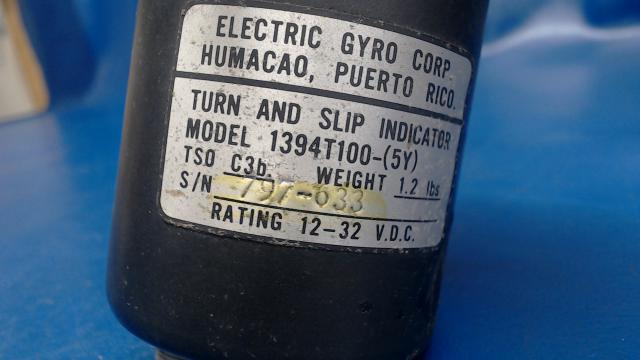 ELECTRIC GYRO CORP.
HUMACAO, PUERTO RICO.
TURN AND SLIP INDICATOR
MODEL 1394T100-(5Y)
TSO C3b. WEIGHT 1.2 lbs
S/N 797-633
RATING 12-32 V.D.C.